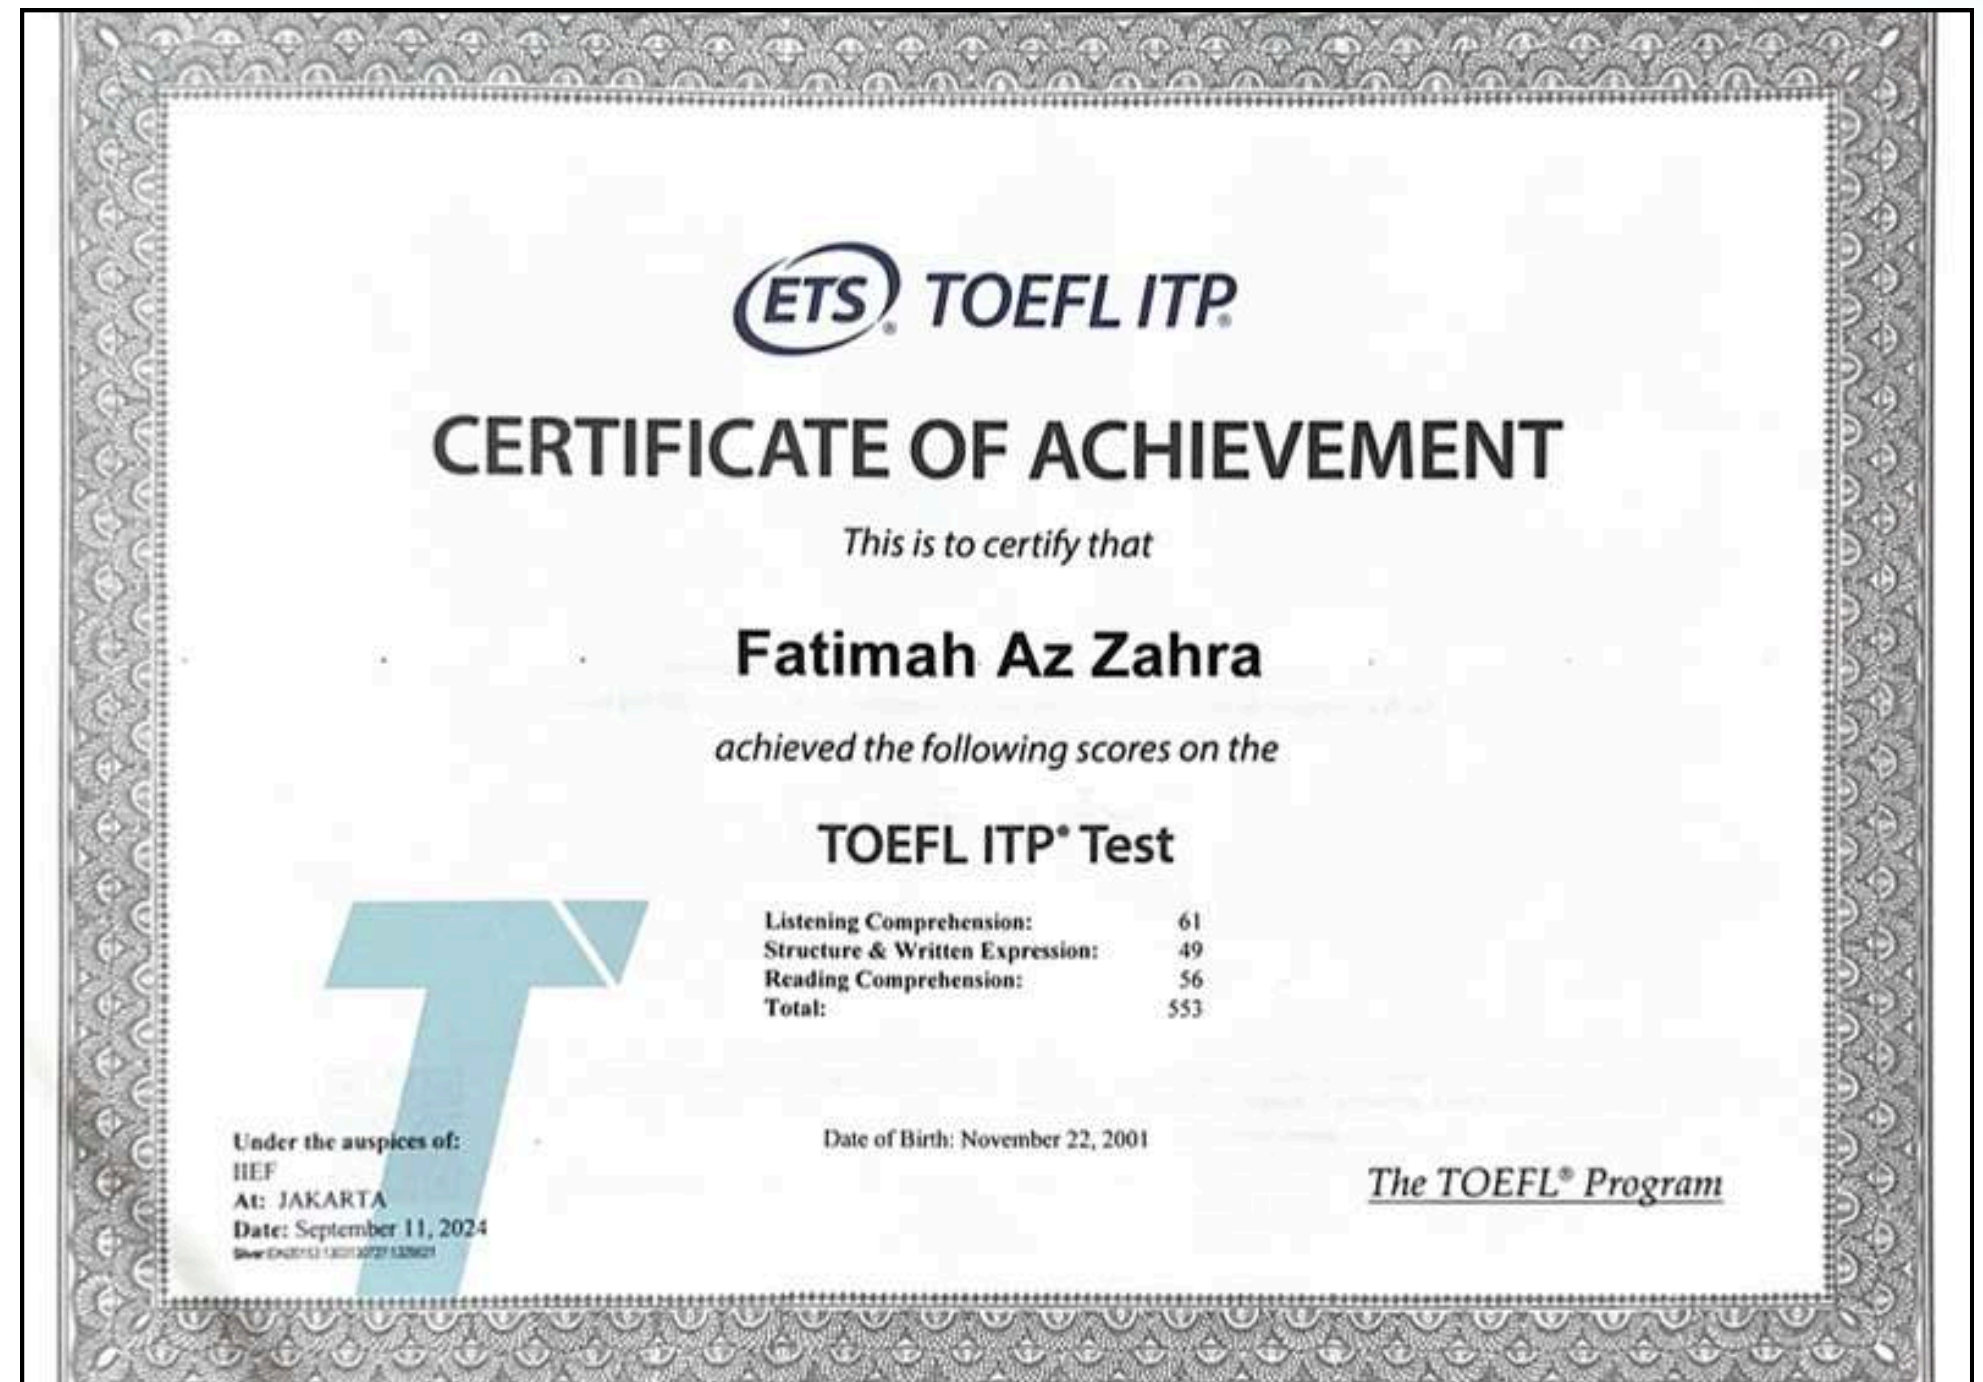 ETS® TOEFL ITP®
CERTIFICATE OF ACHIEVEMENT
This is to certify that
Fatimah Az Zahra
achieved the following scores on the
TOEFL ITP® Test
Listening Comprehension: 61
Structure & Written Expression: 49
Reading Comprehension: 56
Total: 553
Under the auspices of:
IIEF
At: JAKARTA
Date: September 11, 2024
Silver
Date of Birth: November 22, 2001
The TOEFL® Program